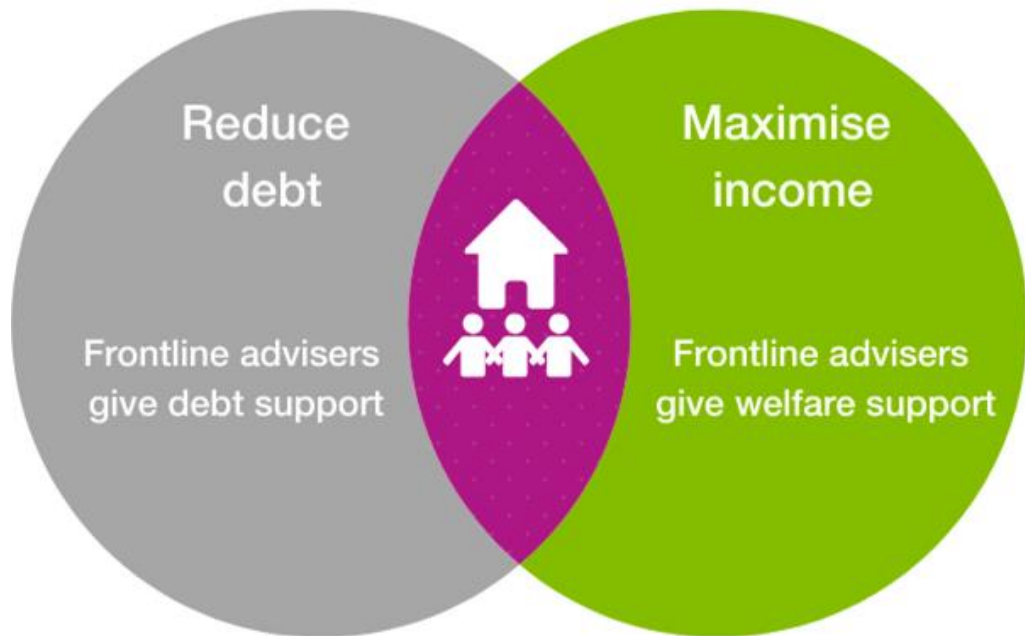 Reduce
debt
Frontline advisers
give debt support
Maximise
income
Frontline advisers
give welfare support